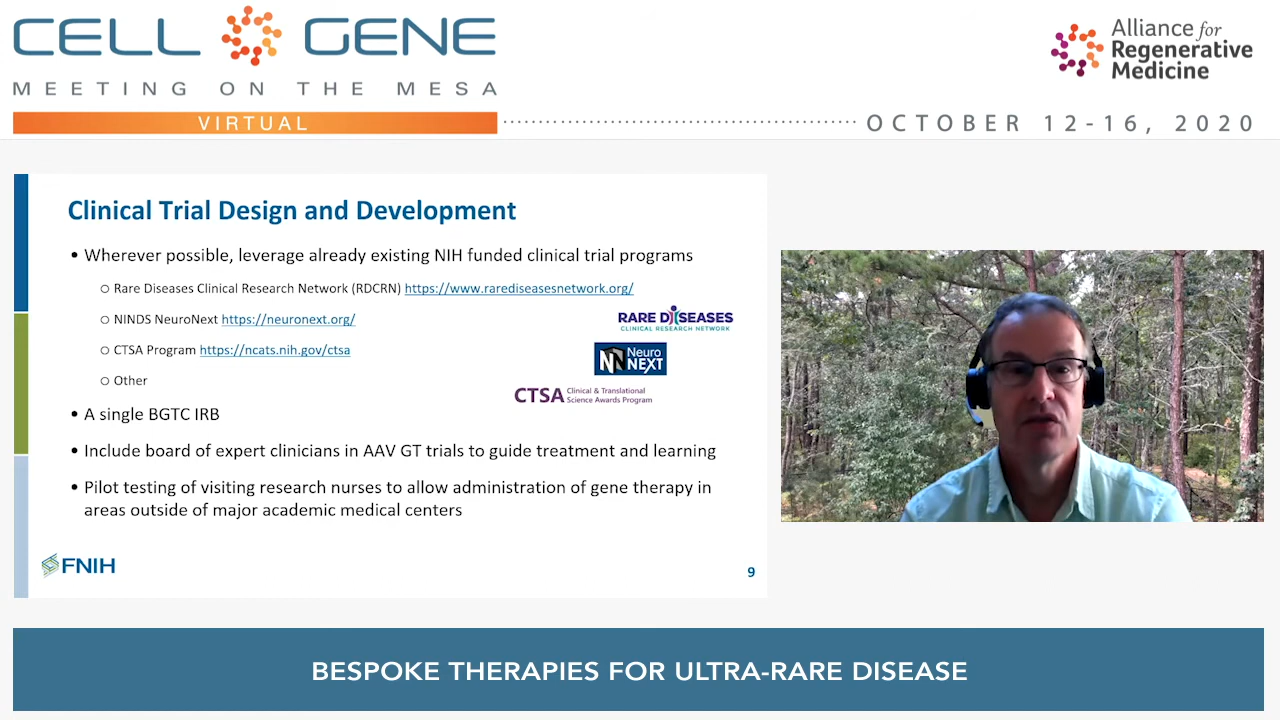 CELL GENE
MEETING ON THE MESA
VIRTUAL
Alliance for
Regenerative
Medicine
OCTOBER 12-16, 2020
Clinical Trial Design and Development
• Wherever possible, leverage already existing NIH funded clinical trial programs
○ Rare Diseases Clinical Research Network (RDCRN) https://www.rarediseasesnetwork.org/
○ NINDS NeuroNext https://neuronext.org/
○ CTSA Program https://ncats.nih.gov/ctsa
○ Other
RARE DISEASES
CLINICAL RESEARCH NETWORK
N Neuro
NEXT
CTSA Clinical & Translational
Science Awards Program
• A single BGTC IRB
• Include board of expert clinicians in AAV GT trials to guide treatment and learning
• Pilot testing of visiting research nurses to allow administration of gene therapy in
areas outside of major academic medical centers
FNIH
9
BESPOKE THERAPIES FOR ULTRA-RARE DISEASE